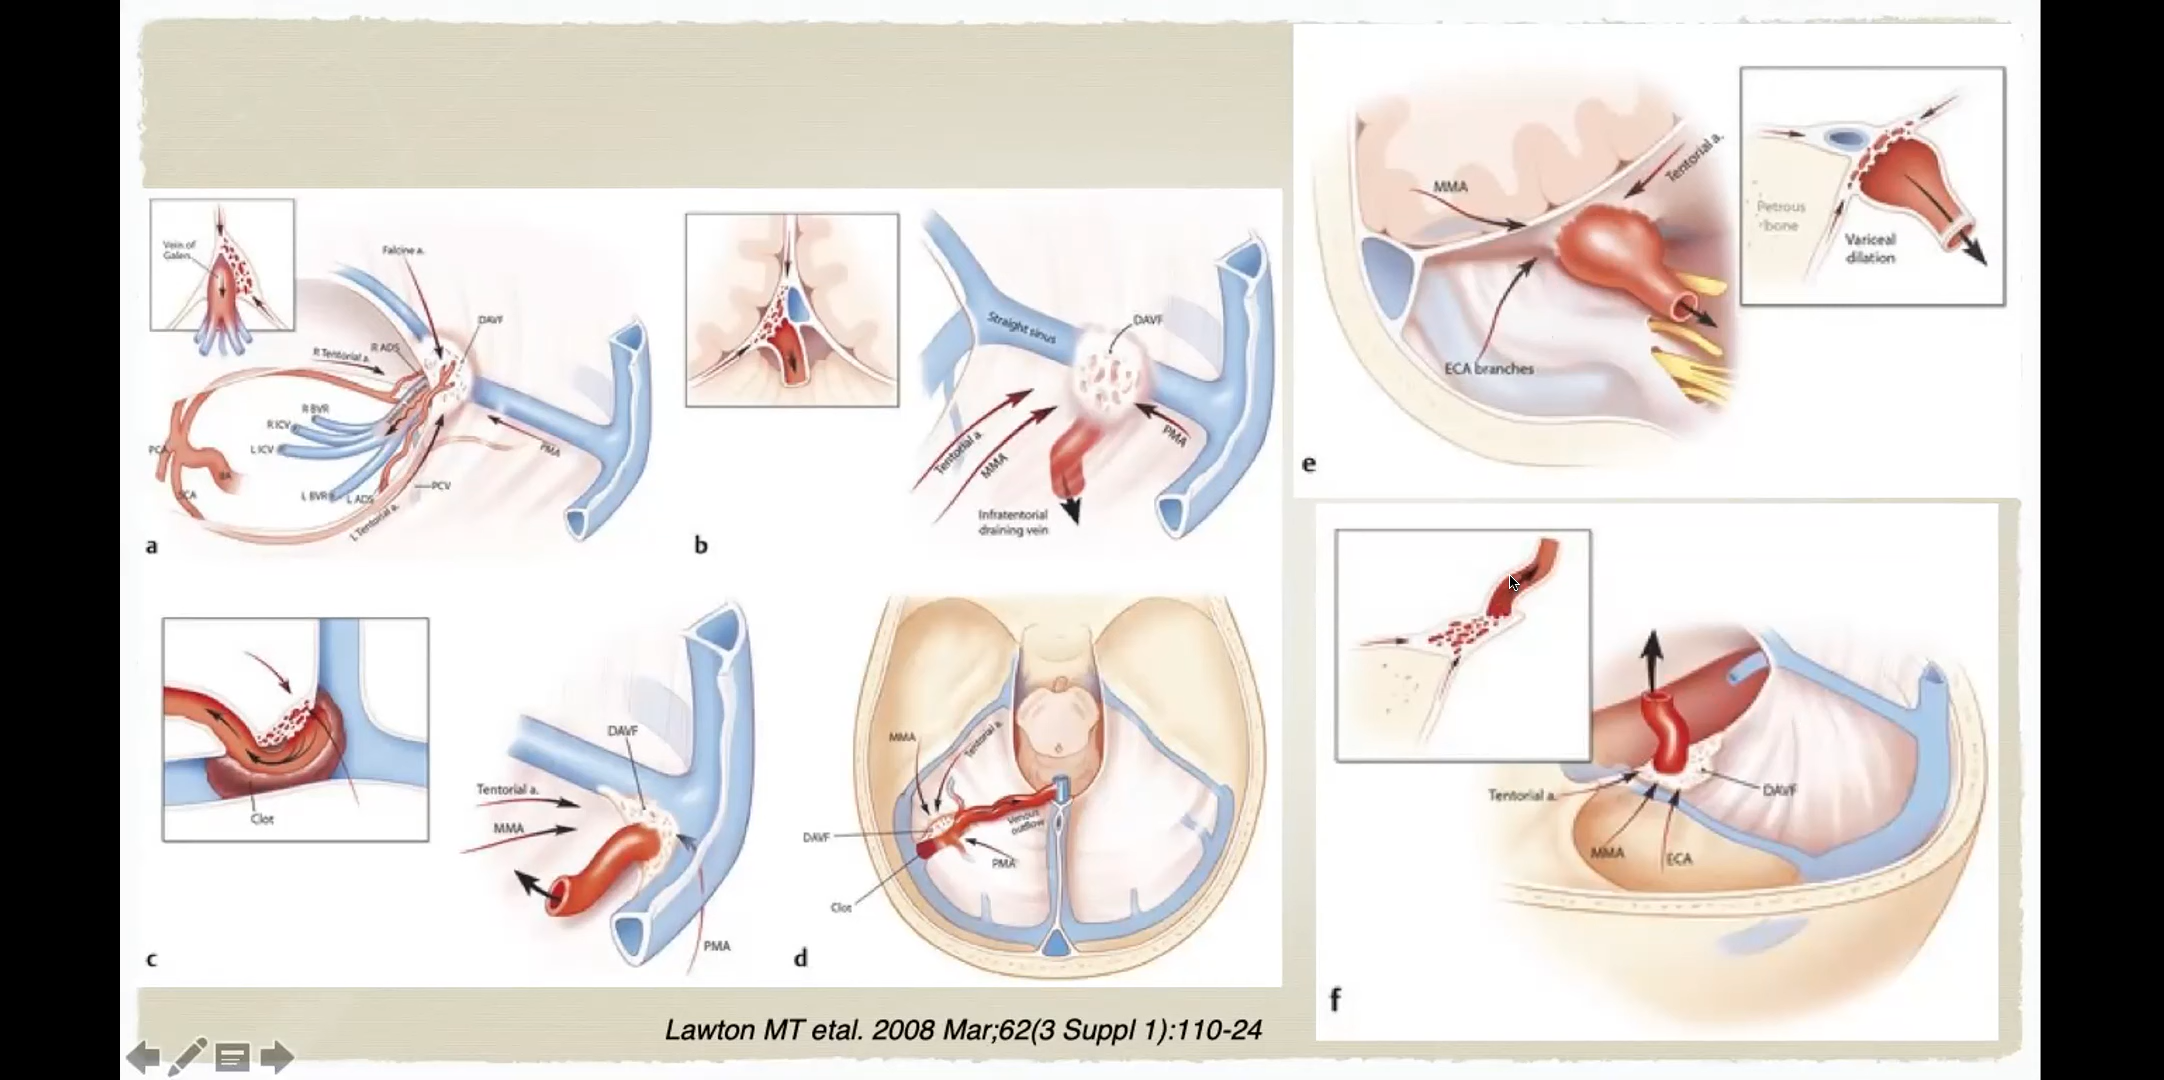 Vein of
Galen
Falcine a.
DAVF
R ADS
R Tentorial a.
R BVR
R ICV
L ICV
PCA
BA
SCA
L BVR
L ADS
PCV
L Tentorial a.
PMA
a
Straight sinus
DAVF
Tentorial a.
MMA
PMA
Infratentorial
draining vein
b
Clot
DAVF
Tentorial a.
MMA
PMA
c
MMA
Tentorial a.
DAVF
Venous
outflow
PMA
Clot
d
MMA
Tentorial a.
ECA branches
Petrous
bone
Variceal
dilation
e
Tentorial a.
DAVF
MMA
ECA
f
Lawton MT etal. 2008 Mar;62(3 Suppl 1):110-24